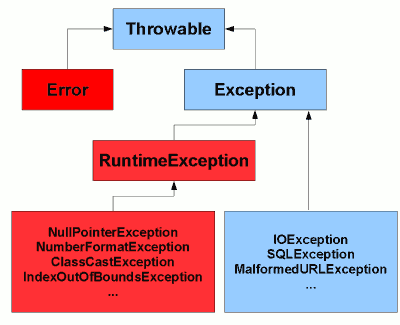 Throwable
Error
Exception
RuntimeException
NullPointerException
NumberFormatException
ClassCastException
IndexOutOfBoundsException
...
IOException
SQLException
MalformedURLException
...